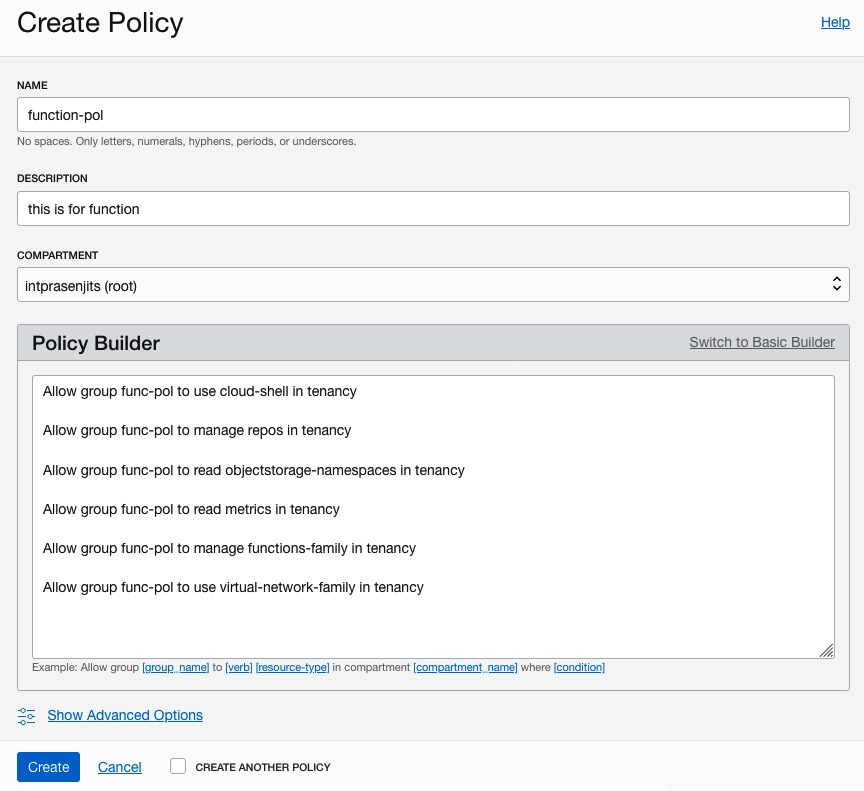 Create Policy
Help
NAME
function-pol
No spaces. Only letters, numerals, hyphens, periods, or underscores.
DESCRIPTION
this is for function
COMPARTMENT
intprasenjits (root)
Policy Builder
Switch to Basic Builder
Allow group func-pol to use cloud-shell in tenancy
Allow group func-pol to manage repos in tenancy
Allow group func-pol to read objectstorage-namespaces in tenancy
Allow group func-pol to read metrics in tenancy
Allow group func-pol to manage functions-family in tenancy
Allow group func-pol to use virtual-network-family in tenancy
Example: Allow group [group_name] to [verb] [resource-type] in compartment [compartment_name] where [condition]
Show Advanced Options
Create
Cancel
CREATE ANOTHER POLICY